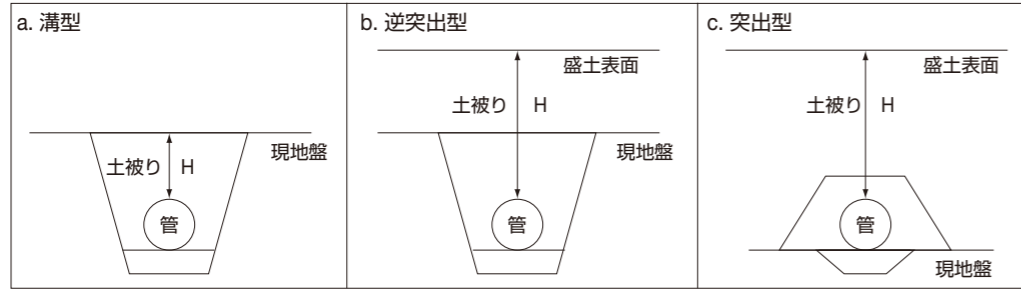 a. 溝型
土被り H
現地盤
管
b. 逆突出型
盛土表面
土被り H
現地盤
管
c. 突出型
盛土表面
土被り H
管
現地盤